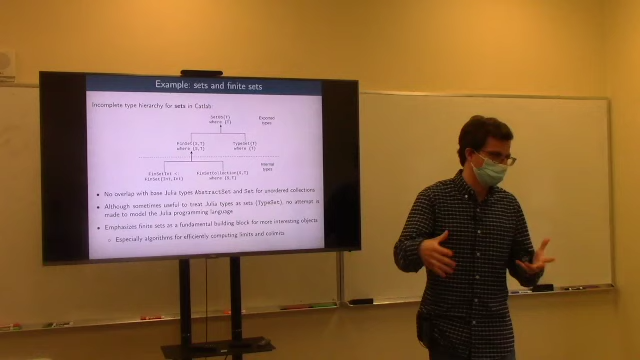 Example: sets and finite sets
Incomplete type hierarchy for sets in Catlab:
SetOb{T}
where {T}
Exported
types
FinSet{S,T}
where {S,T}
TypeSet{T}
where {T}
FinSetInt =
FinSet{Int,Int}
FinSetCollection{S,T}
where {S,T}
Internal
types
• No overlap with base Julia types AbstractSet and Set for unordered collections
• Although sometimes useful to treat Julia types as sets (TypeSet), no attempt is
made to model the Julia programming language
• Emphasizes finite sets as a fundamental building block for more interesting objects
◦ Especially algorithms for efficiently computing limits and colimits